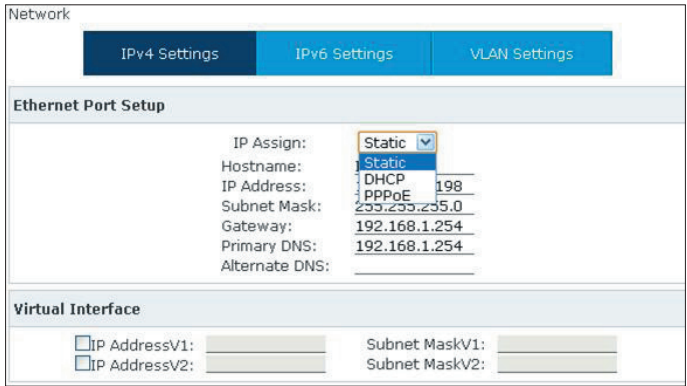 Network
IPv4 Settings IPv6 Settings VLAN Settings
Ethernet Port Setup
IP Assign: Static
Static
DHCP
PPPoE
Hostname:
IP Address: 198
Subnet Mask: 255.255.255.0
Gateway: 192.168.1.254
Primary DNS: 192.168.1.254
Alternate DNS:
Virtual Interface
IP AddressV1: Subnet MaskV1:
IP AddressV2: Subnet MaskV2: